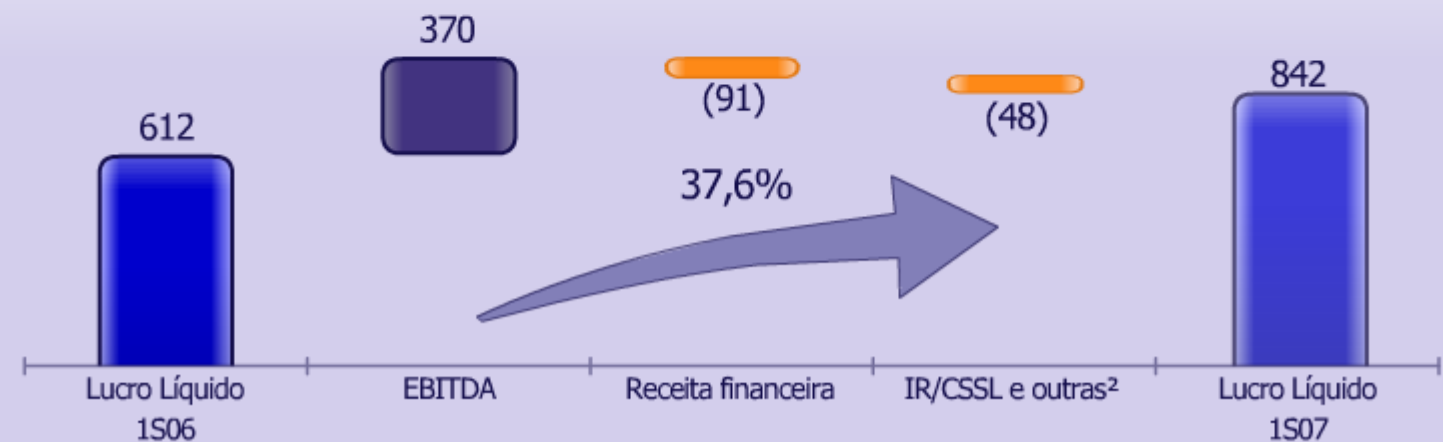 370
612
(91)
(48)
842
37,6%
Lucro Líquido
1S06
EBITDA
Receita financeira
IR/CSSL e outras²
Lucro Líquido
1S07